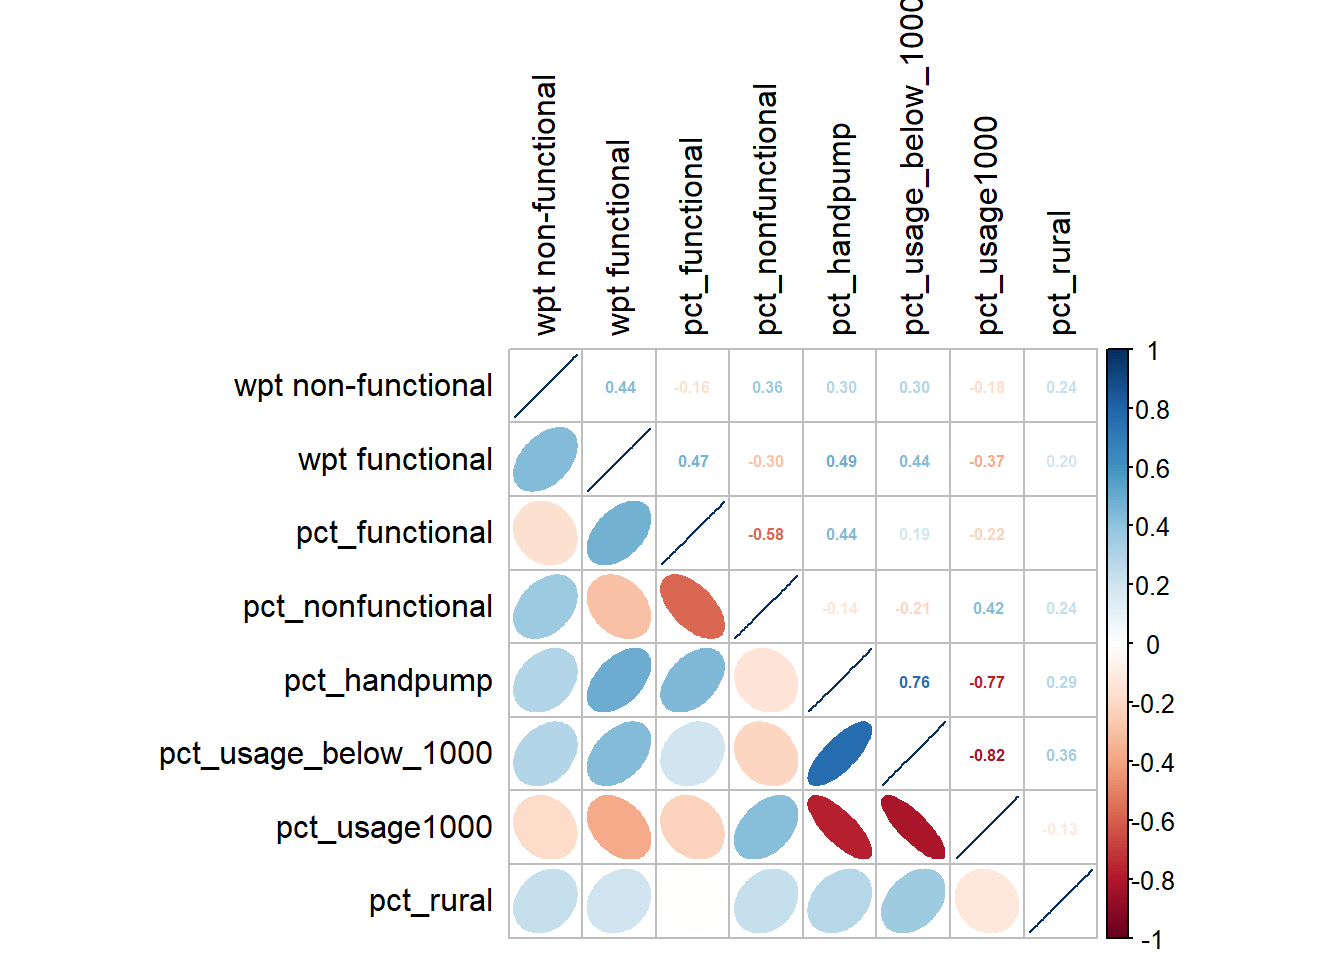 wpt non-functional
wpt functional
pct_functional
pct_nonfunctional
pct_handpump
pct_usage_below_1000
pct_usage1000
pct_rural
wpt non-functional 0.44 -0.16 0.36 0.30 0.30 -0.18 0.24
wpt functional 0.47 -0.30 0.49 0.44 -0.37 0.20
pct_functional -0.58 0.44 0.19 -0.22
pct_nonfunctional -0.14 -0.21 0.42 0.24
pct_handpump 0.76 -0.77 0.29
pct_usage_below_1000 -0.82 0.36
pct_usage1000 -0.13
pct_rural
1
0.8
0.6
0.4
0.2
0
-0.2
-0.4
-0.6
-0.8
-1